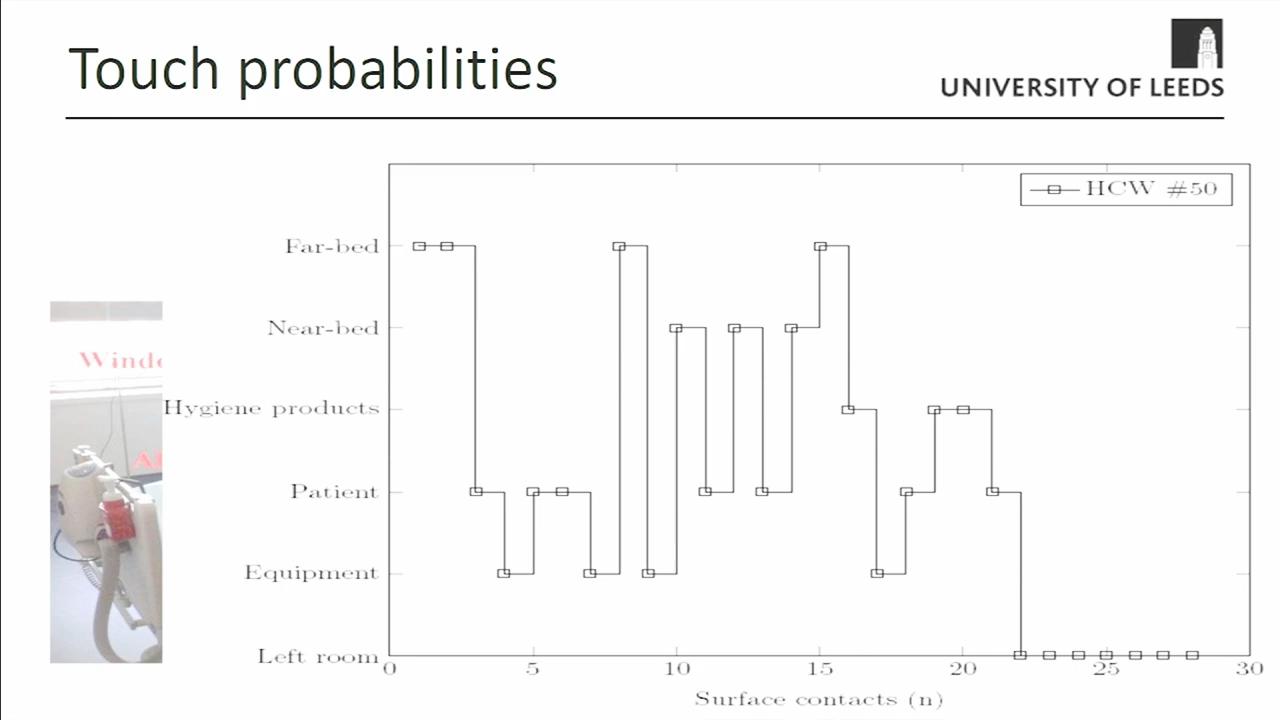 Touch probabilities
UNIVERSITY OF LEEDS
HCW #50
Far-bed
Near-bed
Hygiene products
Patient
Equipment
Left room
0 5 10 15 20 25 30
Surface contacts (n)